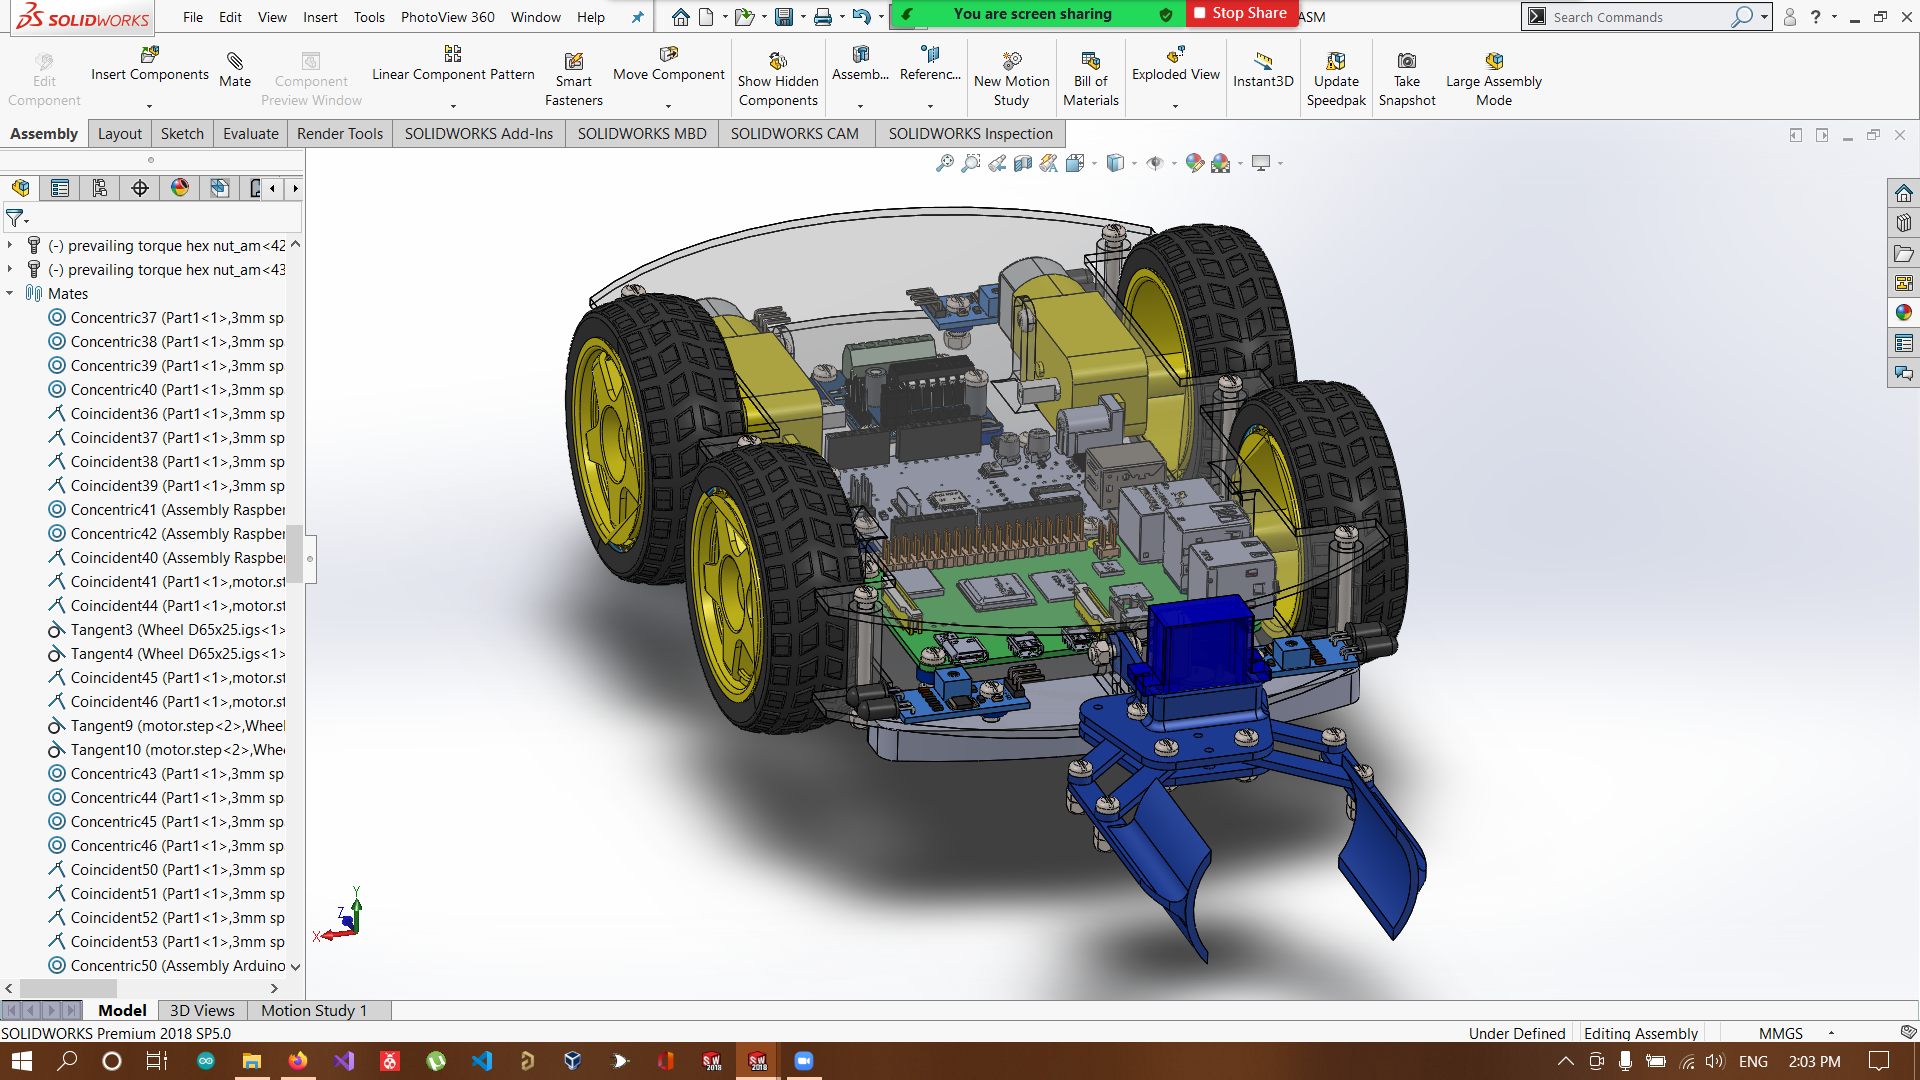 SOLIDWORKS
File Edit View Insert Tools PhotoView 360 Window Help
You are screen sharing
Stop Share
ASM
Search Commands
Edit Component
Insert Components
Mate
Component Preview Window
Linear Component Pattern
Smart Fasteners
Move Component
Show Hidden Components
Assemb...
Referenc...
New Motion Study
Bill of Materials
Exploded View
Instant3D
Update Speedpak
Take Snapshot
Large Assembly Mode
Assembly Layout Sketch Evaluate Render Tools SOLIDWORKS Add-Ins SOLIDWORKS MBD SOLIDWORKS CAM SOLIDWORKS Inspection
(-) prevailing torque hex nut_am<42
(-) prevailing torque hex nut_am<43
Mates
Concentric37 (Part1<1>,3mm sp
Concentric38 (Part1<1>,3mm sp
Concentric39 (Part1<1>,3mm sp
Concentric40 (Part1<1>,3mm sp
Coincident36 (Part1<1>,3mm sp
Coincident37 (Part1<1>,3mm sp
Coincident38 (Part1<1>,3mm sp
Coincident39 (Part1<1>,3mm sp
Concentric41 (Assembly Raspber
Concentric42 (Assembly Raspber
Coincident40 (Assembly Raspber
Coincident41 (Part1<1>,motor.st
Coincident44 (Part1<1>,motor.st
Tangent3 (Wheel D65x25.igs<1>
Tangent4 (Wheel D65x25.igs<1>
Coincident45 (Part1<1>,motor.st
Coincident46 (Part1<1>,motor.st
Tangent9 (motor.step<2>,Wheel
Tangent10 (motor.step<2>,Whee
Concentric43 (Part1<1>,3mm sp
Concentric44 (Part1<1>,3mm sp
Concentric45 (Part1<1>,3mm sp
Concentric46 (Part1<1>,3mm sp
Coincident50 (Part1<1>,3mm sp
Coincident51 (Part1<1>,3mm sp
Coincident52 (Part1<1>,3mm sp
Coincident53 (Part1<1>,3mm sp
Concentric50 (Assembly Arduino
Y
Z
X
Model 3D Views Motion Study 1
SOLIDWORKS Premium 2018 SP5.0
Under Defined Editing Assembly MMGS
SW 2018
SW 2018
ENG 2:03 PM